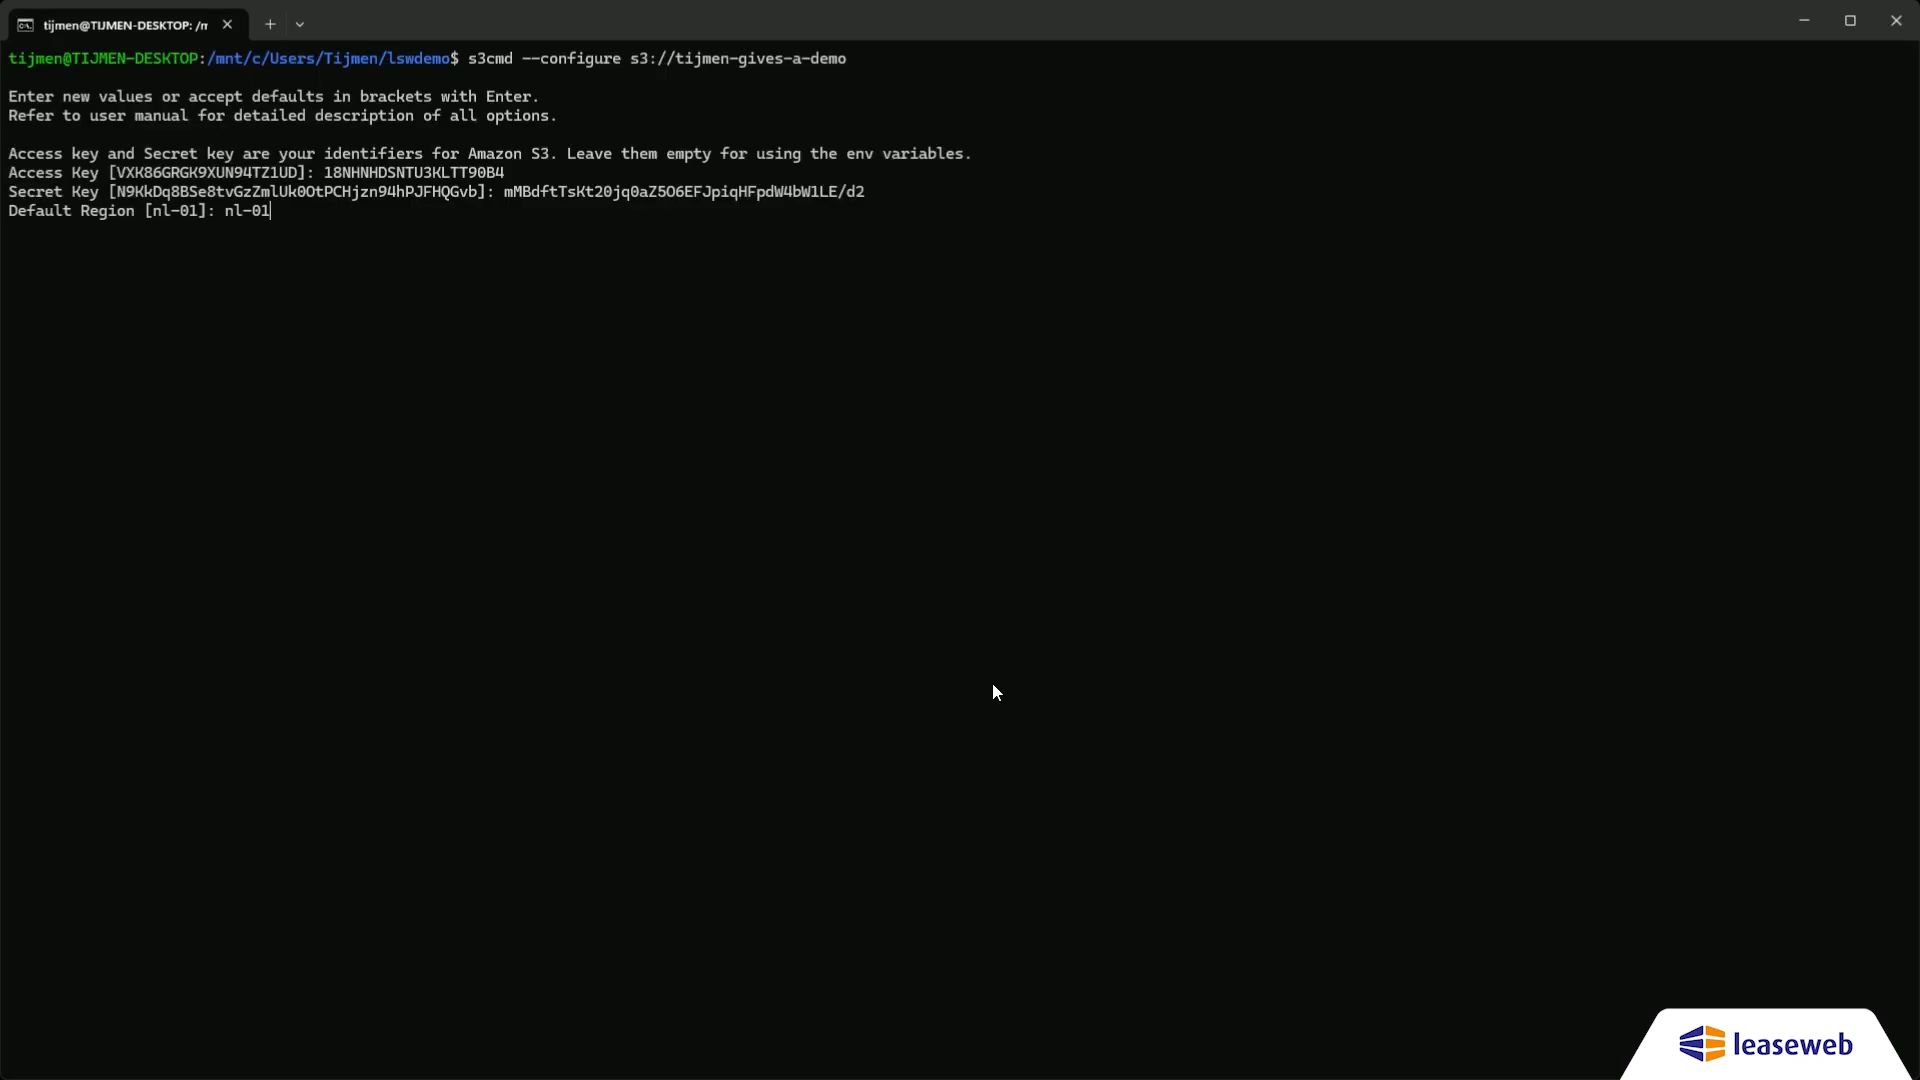 tijmen@TIJMEN-DESKTOP: /m
tijmen@TIJMEN-DESKTOP:/mnt/c/Users/Tijmen/lswdemo$ s3cmd --configure s3://tijmen-gives-a-demo
Enter new values or accept defaults in brackets with Enter.
Refer to user manual for detailed description of all options.
Access key and Secret key are your identifiers for Amazon S3. Leave them empty for using the env variables.
Access Key [VXK86GRGK9XUN94TZ1UD]: 18NHNHDSNTU3KLTT90B4
Secret Key [N9KkDq8BSe8tvGzZmlUk0OtPCHjzn94hPJFHQGvb]: mMBdftTsKt20jq0aZ5O6EFJpiqHFpdW4bW1LE/d2
Default Region [nl-01]: nl-01
leaseweb